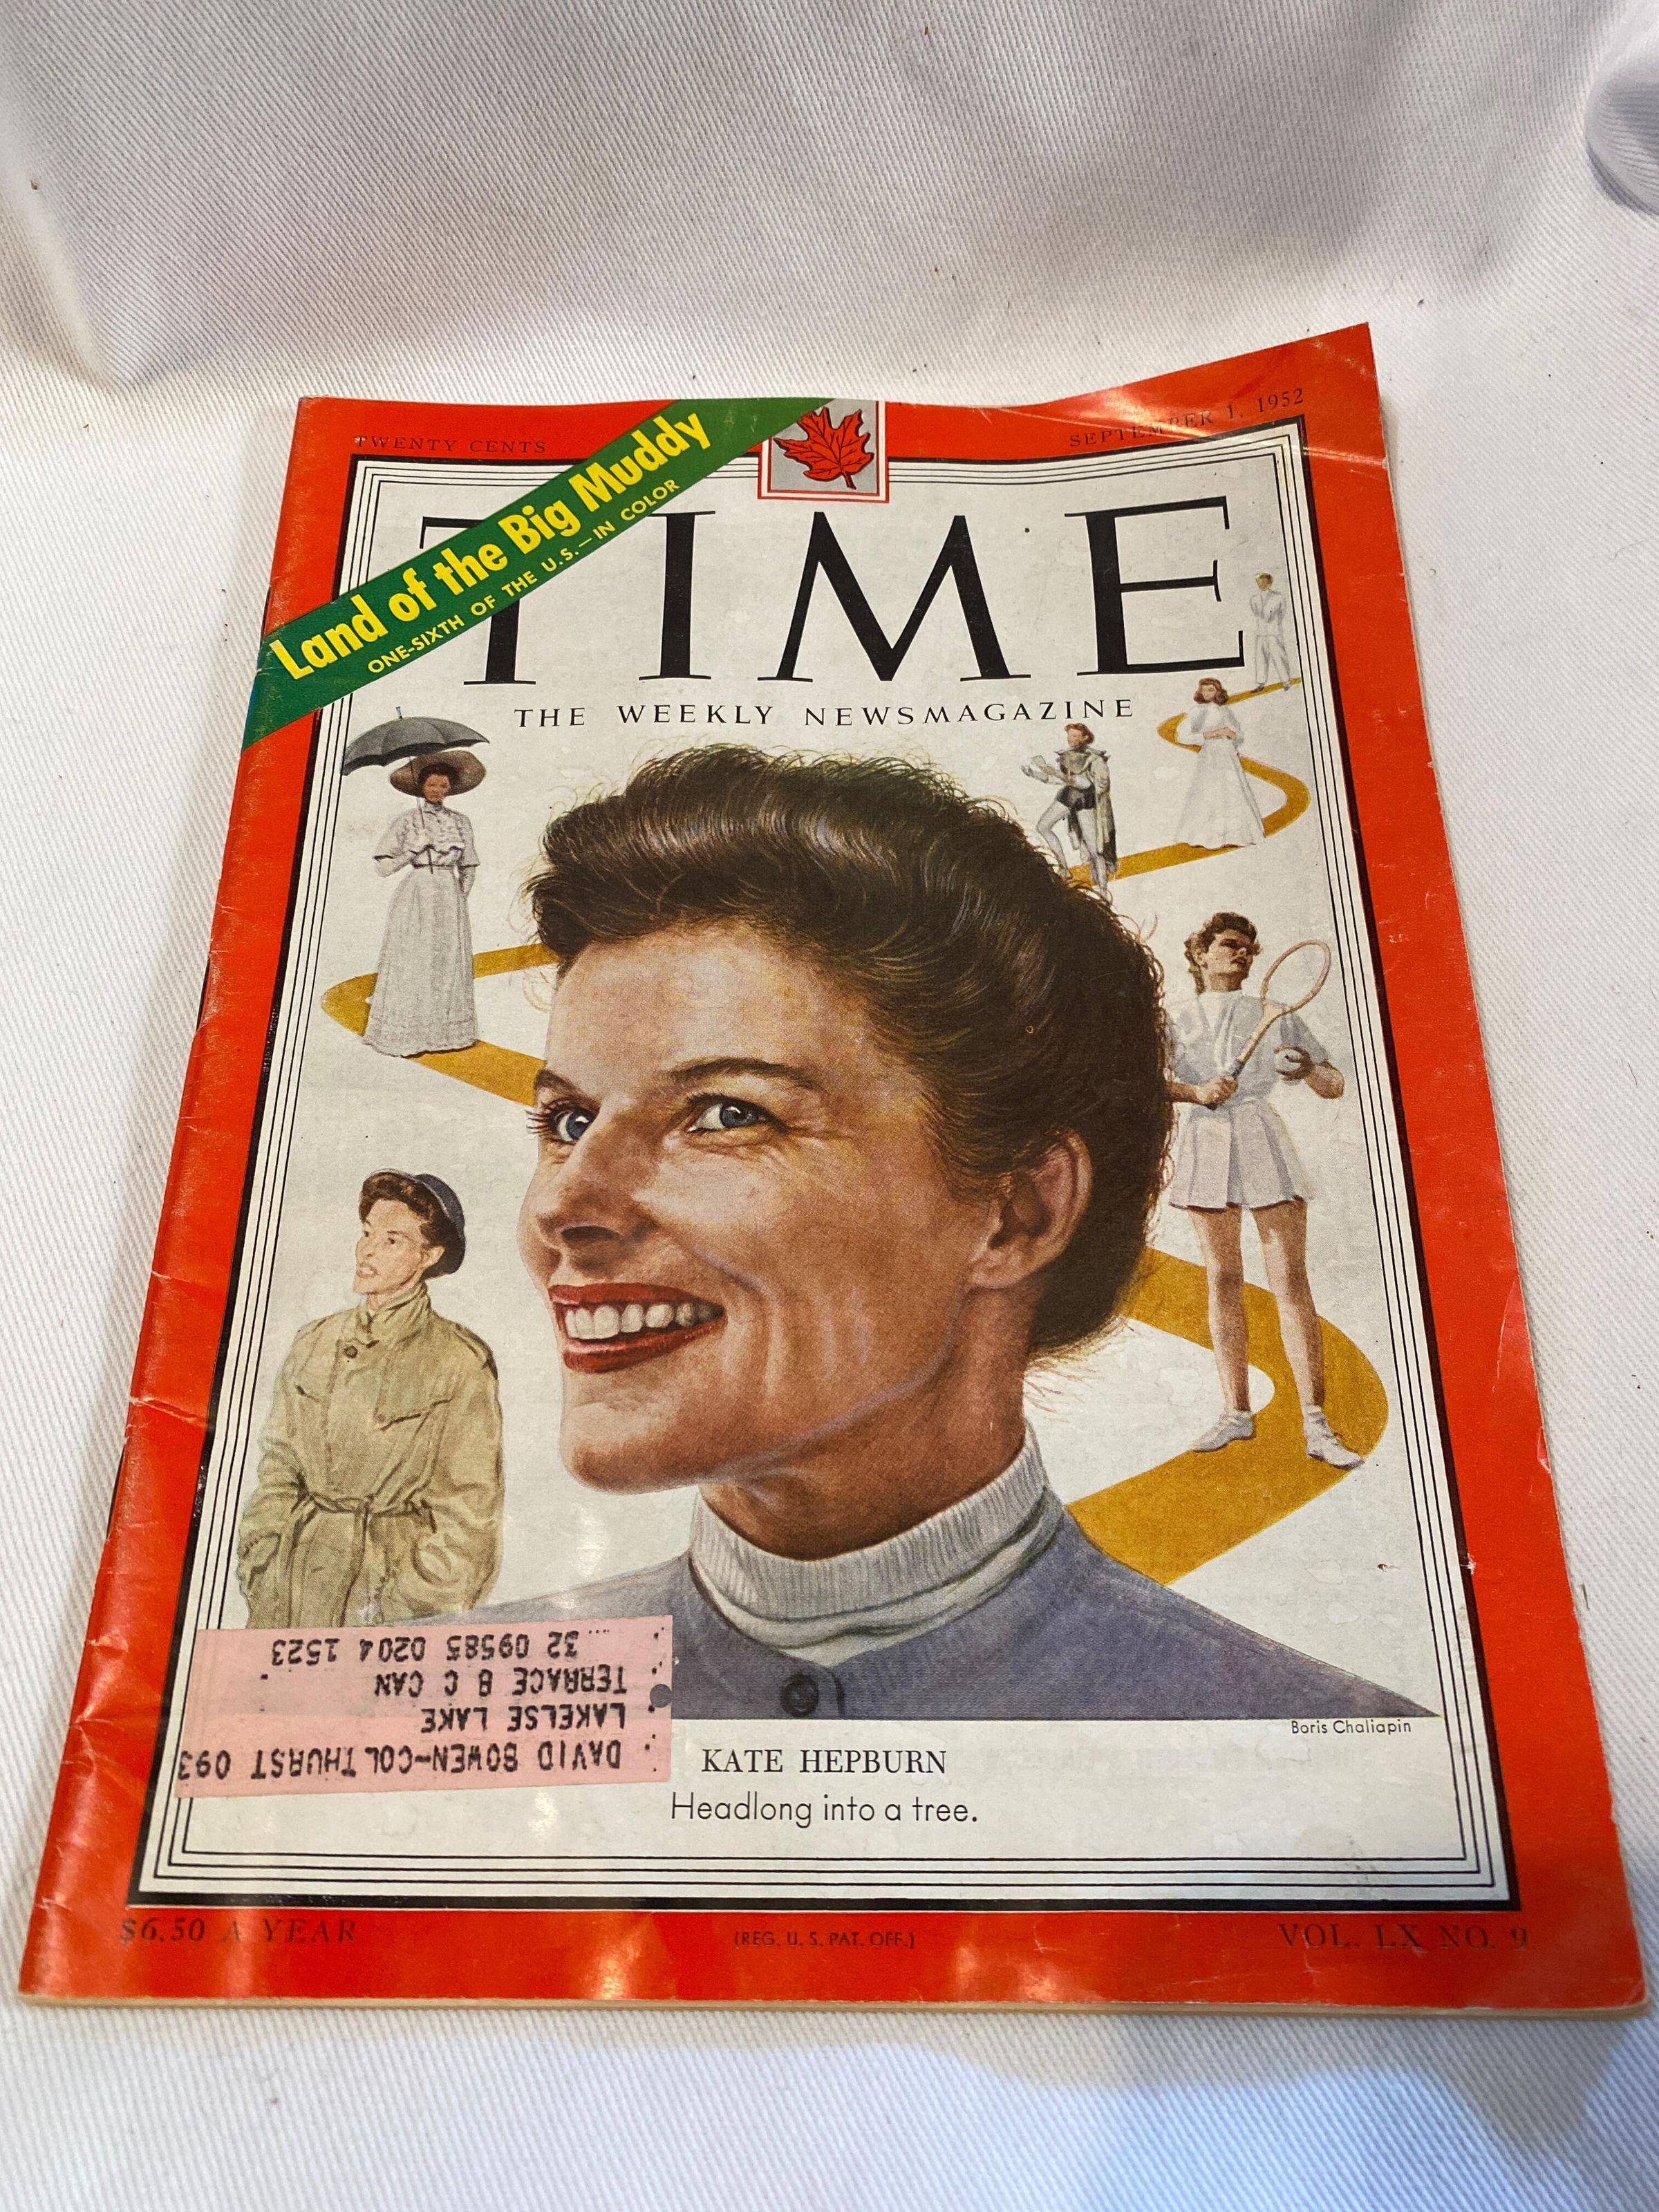 TWENTY CENTS
SEPTEMBER 1, 1952
Land of the Big Muddy
ONE-SIXTH OF THE U.S.—IN COLOR
TIME
THE WEEKLY NEWSMAGAZINE
DAVID BOWEN-COLTHURST 093
LAKELSE LAKE
TERRACE B C CAN
32 09585 0204 1523
Boris Chaliapin
KATE HEPBURN
Headlong into a tree.
$6.50 A YEAR
(REG. U. S. PAT. OFF.)
VOL. LX NO. 9